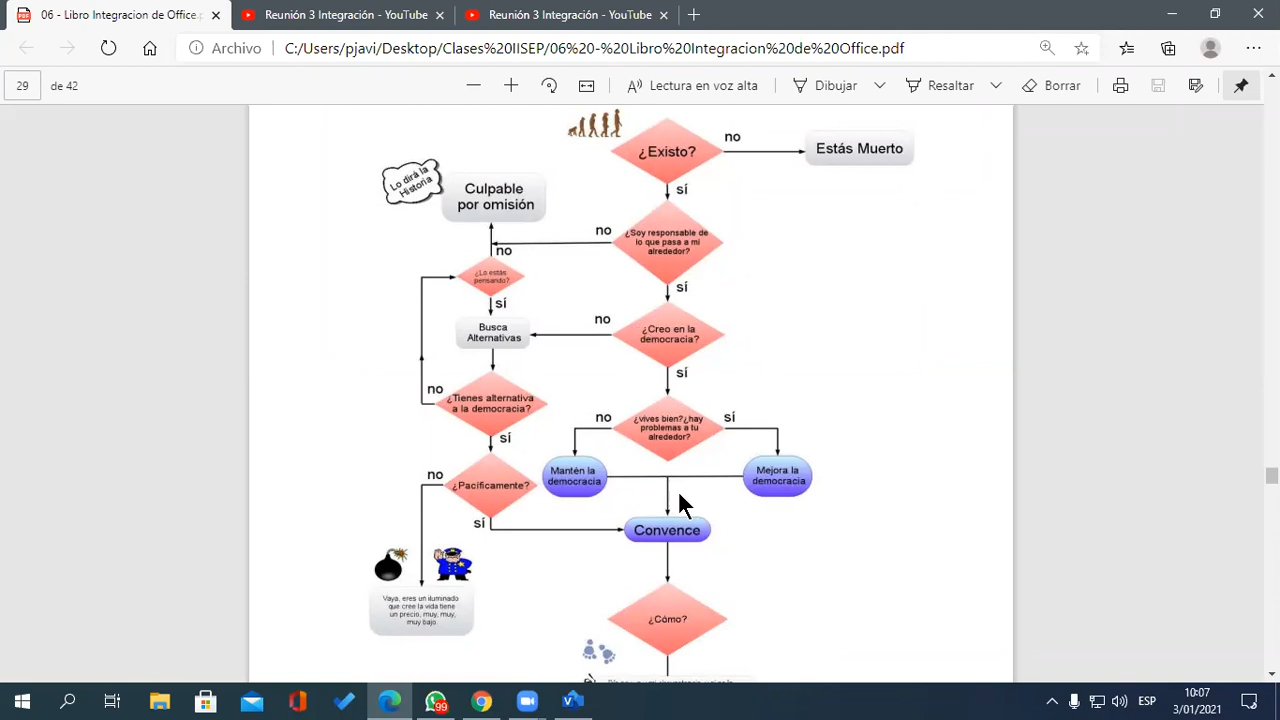 06 - Libro Integracion de Office.p
Reunión 3 Integración - YouTube
Reunión 3 Integración - YouTube
Archivo
C:/Users/pjavi/Desktop/Clases%20IISEP/06%20-%20Libro%20Integracion%20de%20Office.pdf
29
de 42
Lectura en voz alta
Dibujar
Resaltar
Borrar
¿Existo?
no
Estás Muerto
sí
Lo dirá la
Historia
Culpable
por omisión
¿Soy responsable de
lo que pasa a mi
alrededor?
no
no
¿Lo estás
pensando?
sí
sí
Busca
Alternativas
no
¿Creo en la
democracia?
sí
no
¿Tienes alternativa
a la democracia?
sí
no
¿vives bien?¿hay
problemas a tu
alrededor?
sí
no
¿Pacíficamente?
sí
Mantén la
democracia
Mejora la
democracia
Convence
Vaya, eres un iluminado
que cree la vida tiene
un precio, muy, muy,
muy bajo.
¿Cómo?
99
ESP
10:07
3/01/2021